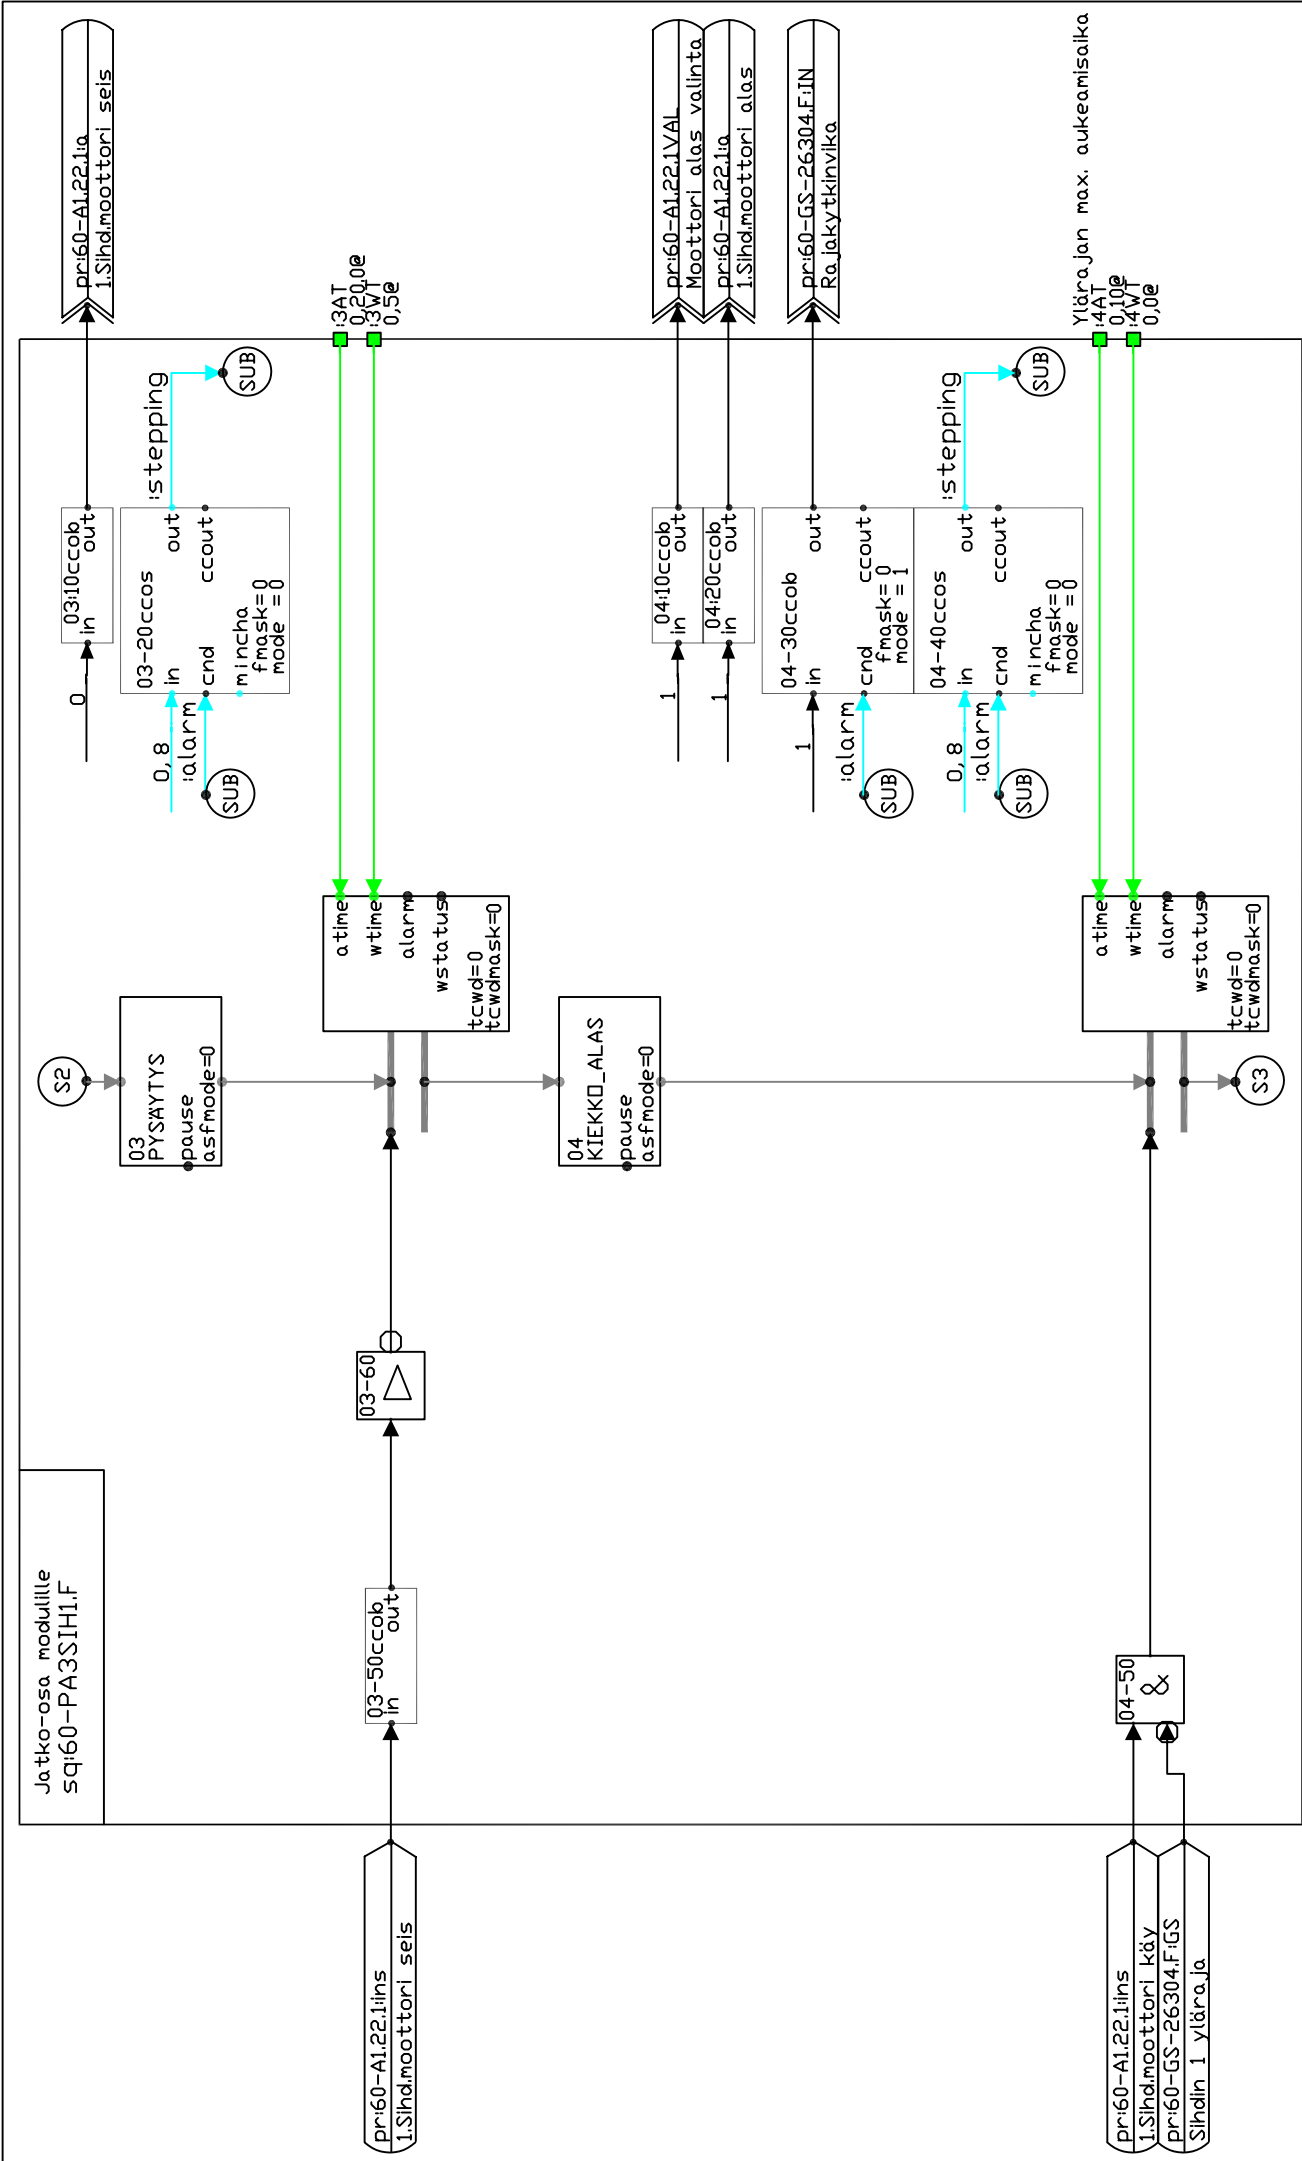 Jatko-osa modulille
sq:60-PA3SIH1.F
S2
03
PYSÄYTYS
pause
asfmode=0
0
03:10ccob
in
out
pr:60-A1.22.1:a
1.Sihd.moottori seis
03-20ccos
in
out
cnd
ccout
mincha
fmask=0
mode =0
0,8
:alarm
SUB
:stepping
SUB
:3AT
0,20.0@
:3WT
0,5@
atime
wtime
alarm
wstatus
tcwd=0
tcwdmask=0
pr:60-A1.22.1:ins
1.Sihd.moottori seis
03-50ccob
in
out
03-60
04
KIEKKO_ALAS
pause
asfmode=0
1
04:10ccob
in
out
pr:60-A1.22.1VAL
Moottori alas valinta
1
04:20ccob
in
out
pr:60-A1.22.1:a
1.Sihd.moottori alas
1
04-30ccob
in
out
cnd
ccout
fmask=0
mode = 1
:alarm
SUB
pr:60-GS-26304.F:IN
Rajakytkinvika
04-40ccos
in
out
cnd
ccout
mincha
fmask=0
mode =0
0,8
:alarm
SUB
:stepping
SUB
Ylärajan max. aukeamisaika
:4AT
0,10@
:4WT
0,0@
atime
wtime
alarm
wstatus
tcwd=0
tcwdmask=0
pr:60-A1.22.1:ins
1.Sihd.moottori käy
pr:60-GS-26304.F:GS
Sihdin 1 yläraja
04-50
&
S3